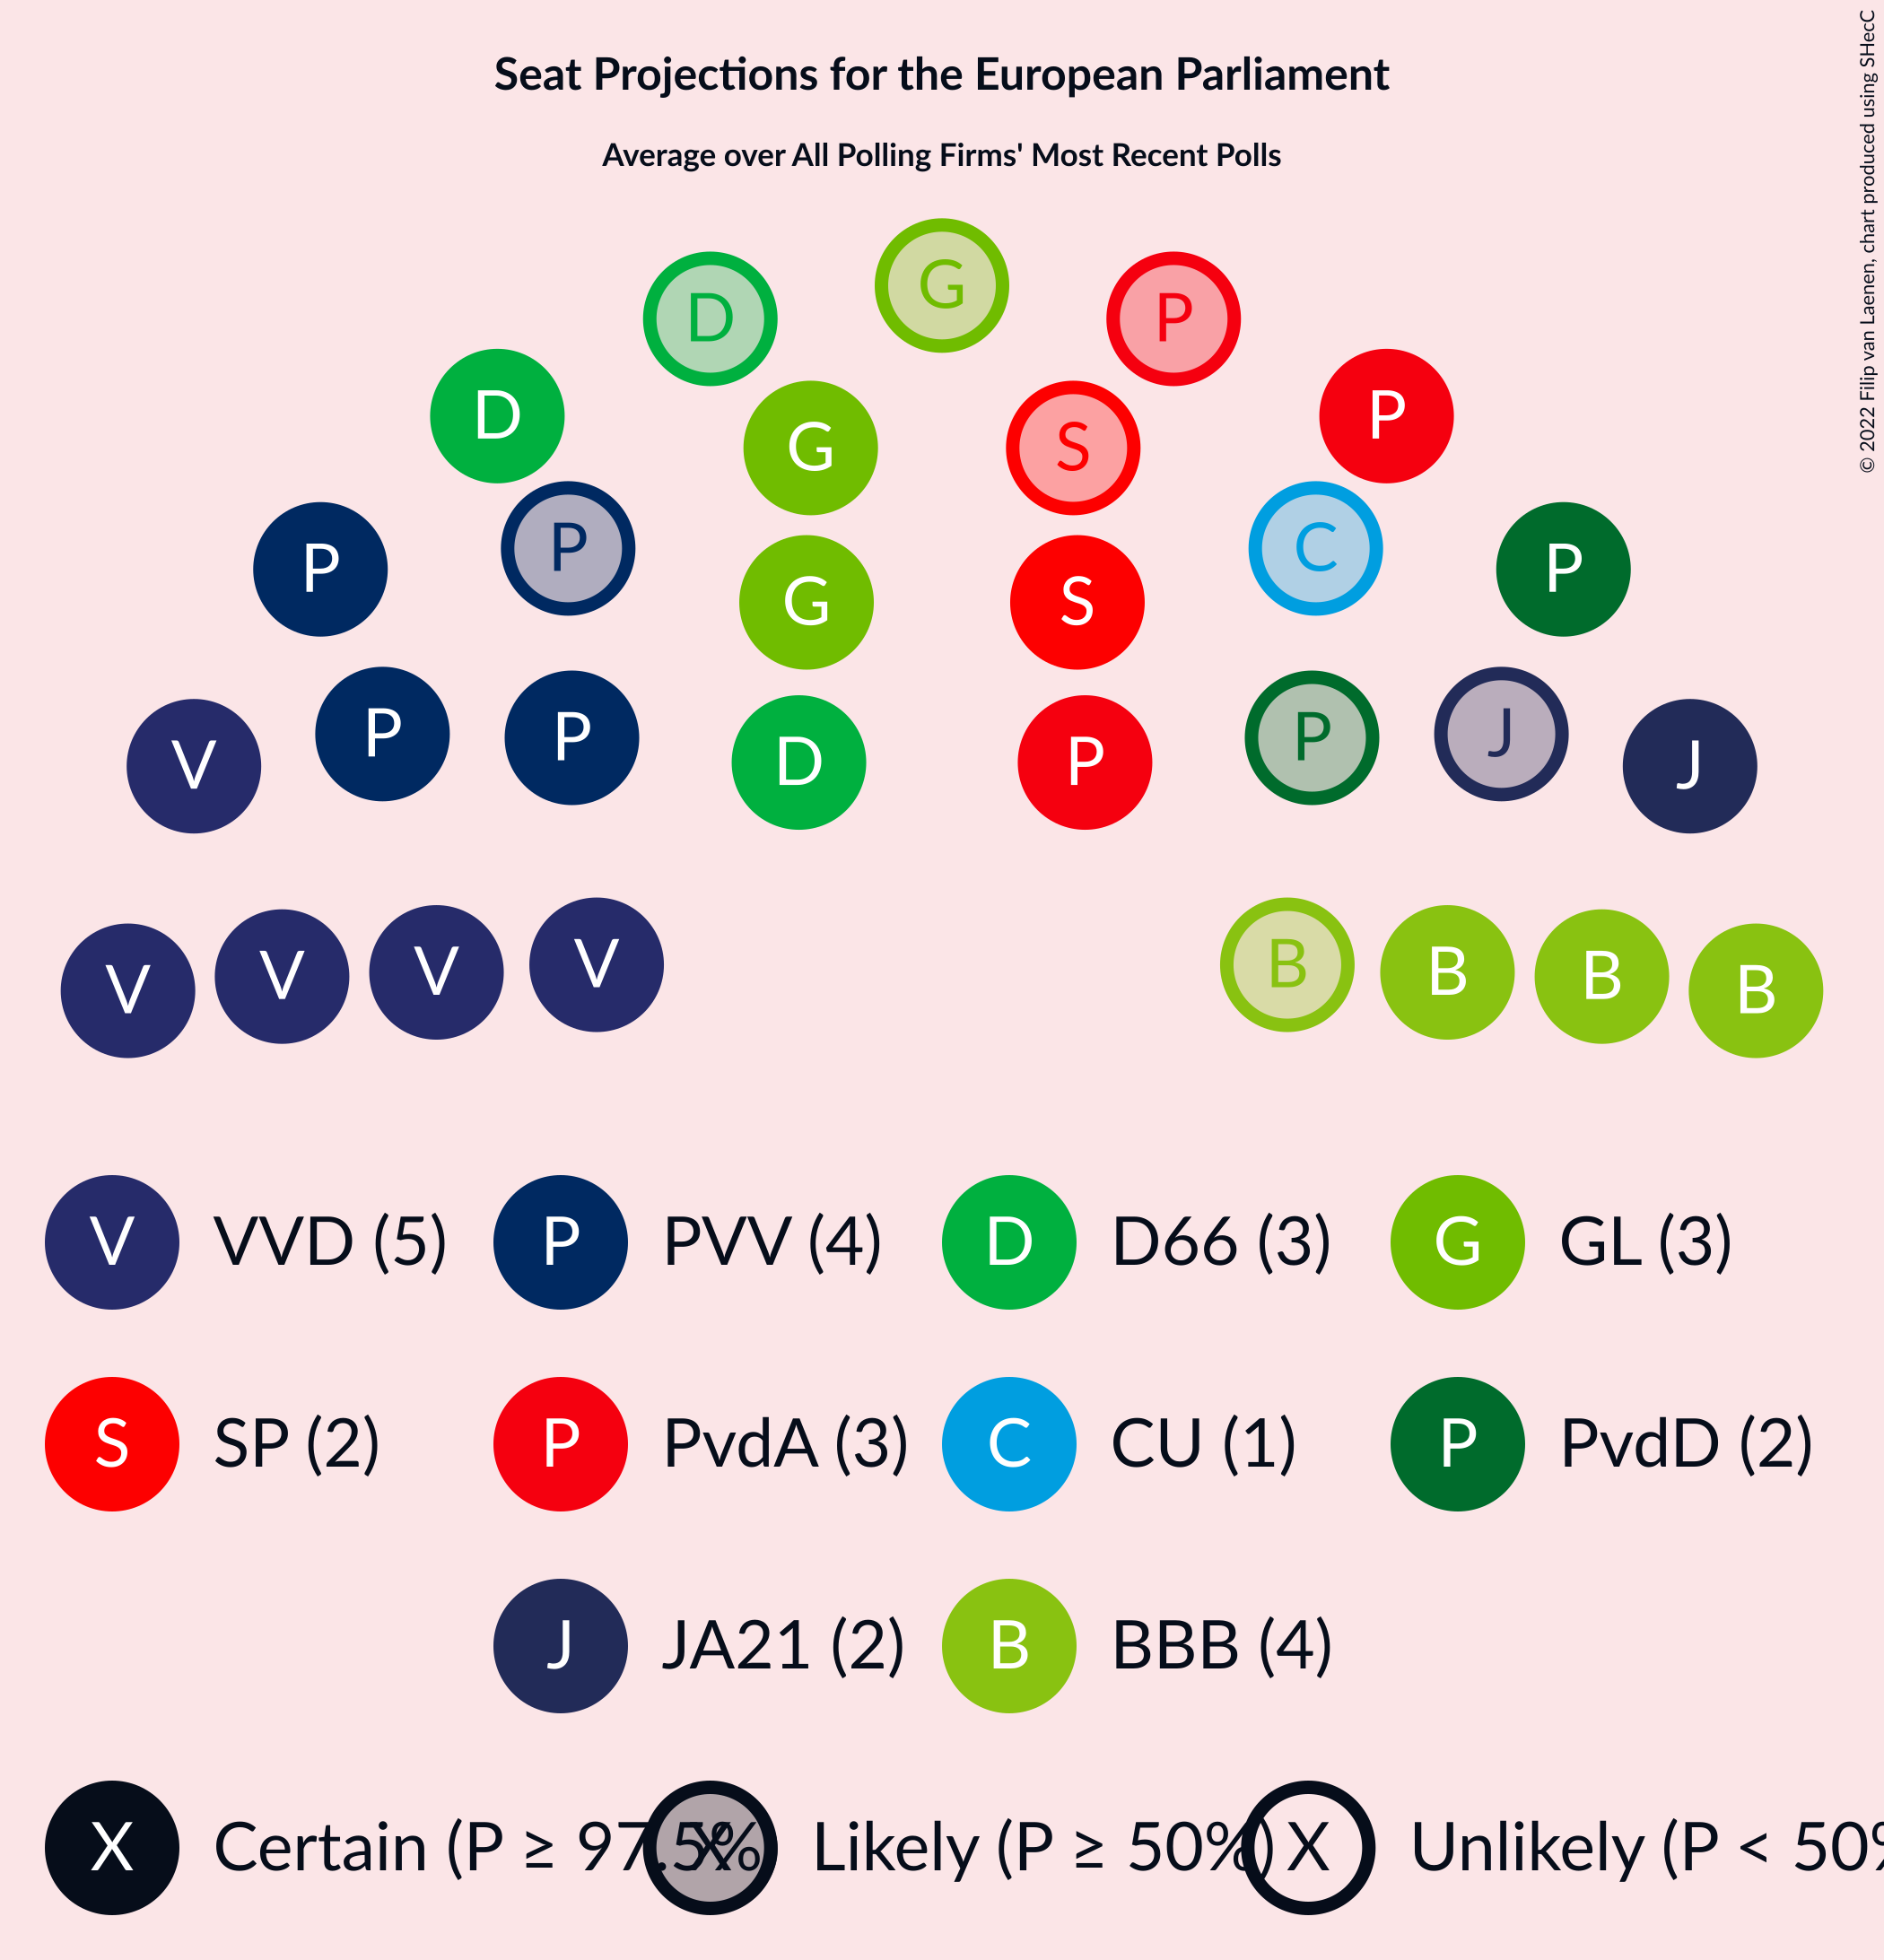 Seat Projections for the European Parliament
Average over All Polling Firms' Most Recent Polls
© 2022 Filip van Laenen, chart produced using SHecC
G
D P
D G S P
P P C P
G S
V P P D P P J J
V V V V B B B B
V VVD (5) P PVV (4) D D66 (3) G GL (3)
S SP (2) P PvdA (3) C CU (1) P PvdD (2)
J JA21 (2) B BBB (4)
X Certain (P ≥ 97.5% X Likely (P ≥ 50%) X Unlikely (P < 50%